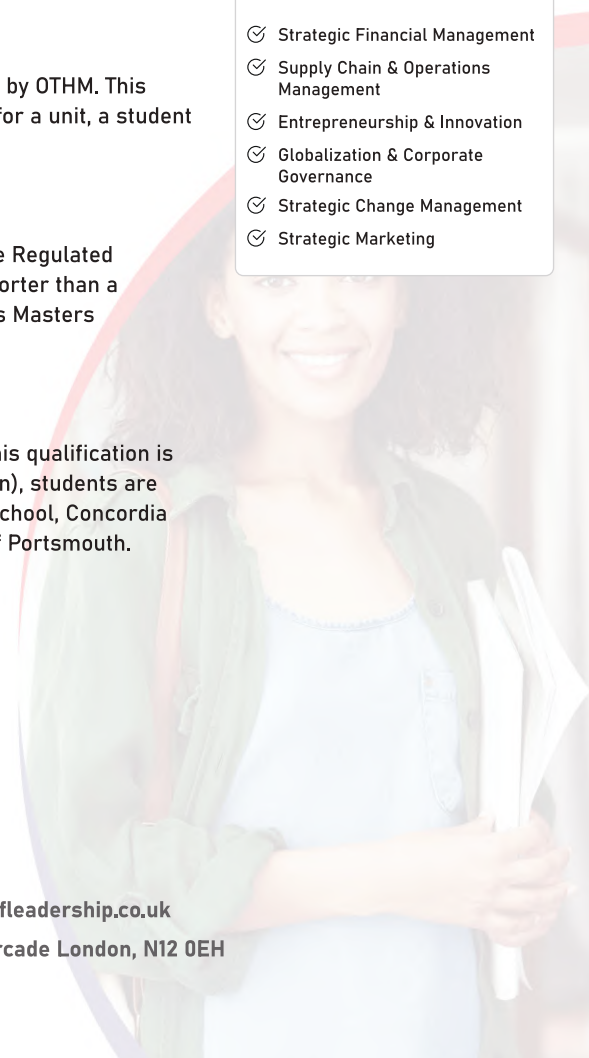 Strategic Financial Management
Supply Chain & Operations
Management
Entrepreneurship & Innovation
Globalization & Corporate
Governance
Strategic Change Management
Strategic Marketing
by OTHM. This
for a unit, a student
e Regulated
orter than a
s Masters
his qualification is
n), students are
chool, Concordia
f Portsmouth.
fleadership.co.uk
rcade London, N12 0EH